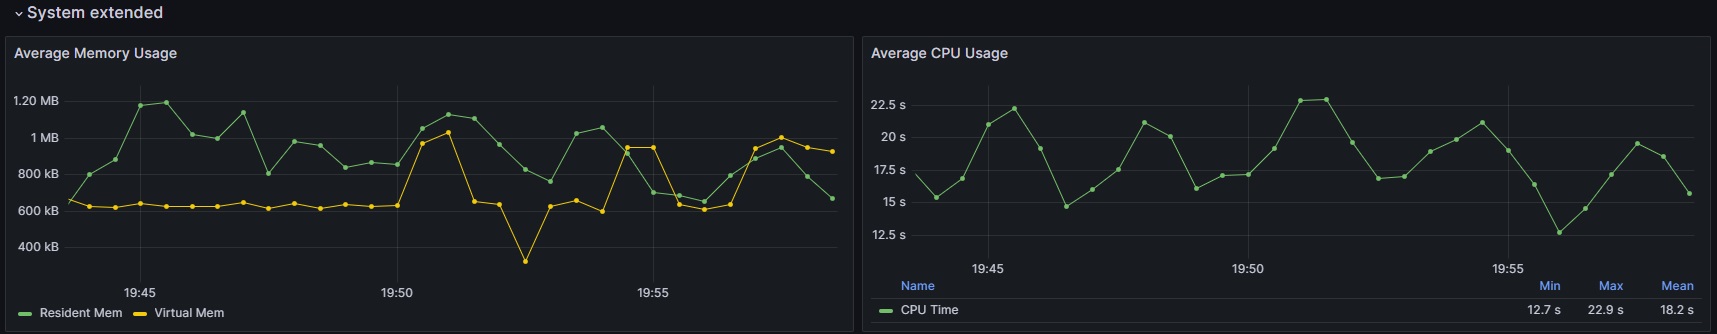 System extended
Average Memory Usage
1.20 MB
1 MB
800 kB
600 kB
400 kB
19:45 19:50 19:55
Resident Mem Virtual Mem
Average CPU Usage
22.5 s
20 s
17.5 s
15 s
12.5 s
19:45 19:50 19:55
Name Min Max Mean
CPU Time 12.7 s 22.9 s 18.2 s